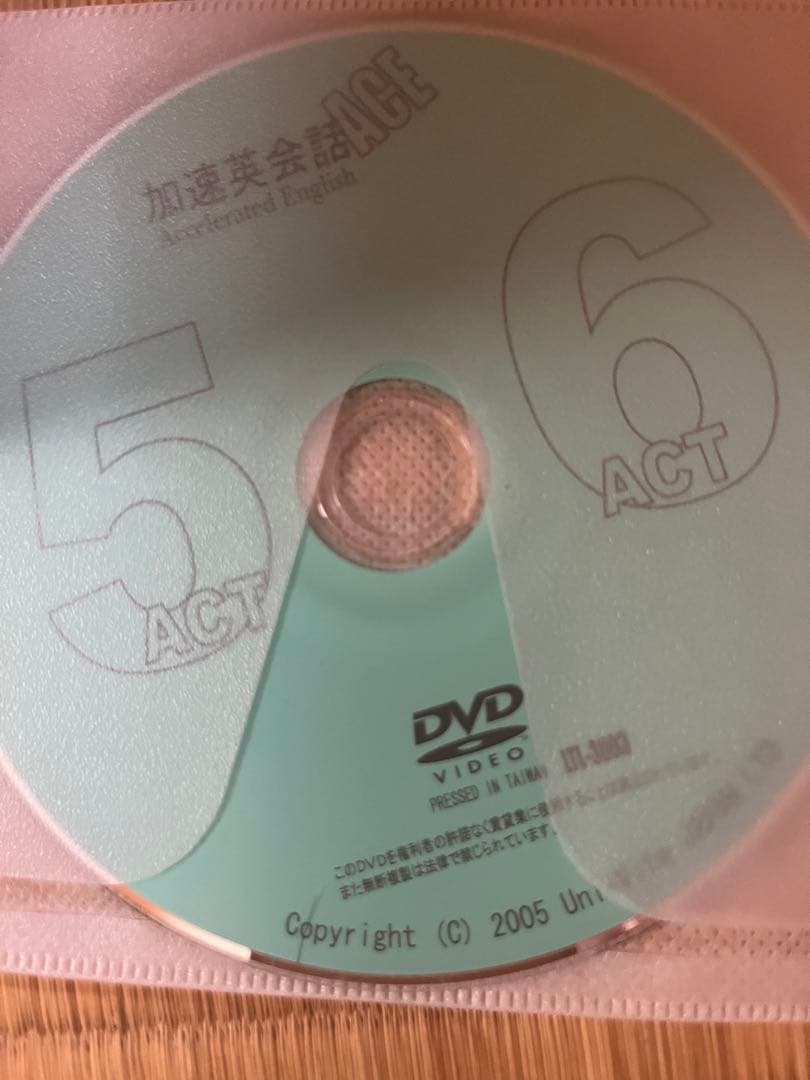 加速英会話ACE
Accelerated English
5
ACT
6
ACT
DVD
VIDEO
PRESSED IN TAIWAN
このDVDを権利者の許諾なく賃貸業に使用すること
また無断複製は法律で禁じられています。
Copyright (C) 2005